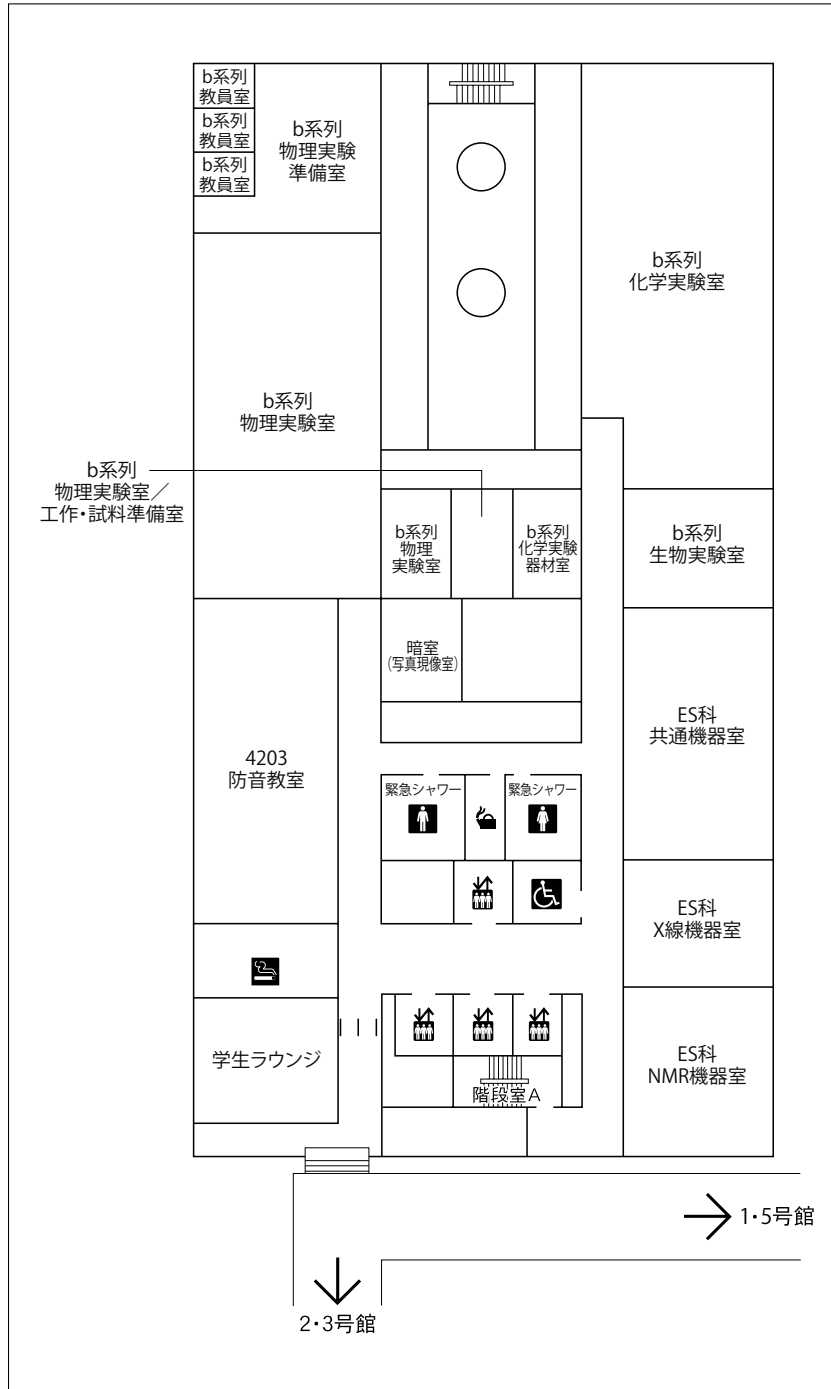 b系列
教員室
b系列
教員室
b系列
教員室
b系列
物理実験
準備室
b系列
化学実験室
b系列
物理実験室
b系列
物理実験室／
工作・試料準備室
b系列
物理
実験室
b系列
化学実験
器材室
b系列
生物実験室
暗室
(写真現像室)
ES科
共通機器室
4203
防音教室
緊急シャワー
緊急シャワー
ES科
X線機器室
学生ラウンジ
階段室A
ES科
NMR機器室
1・5号館
2・3号館